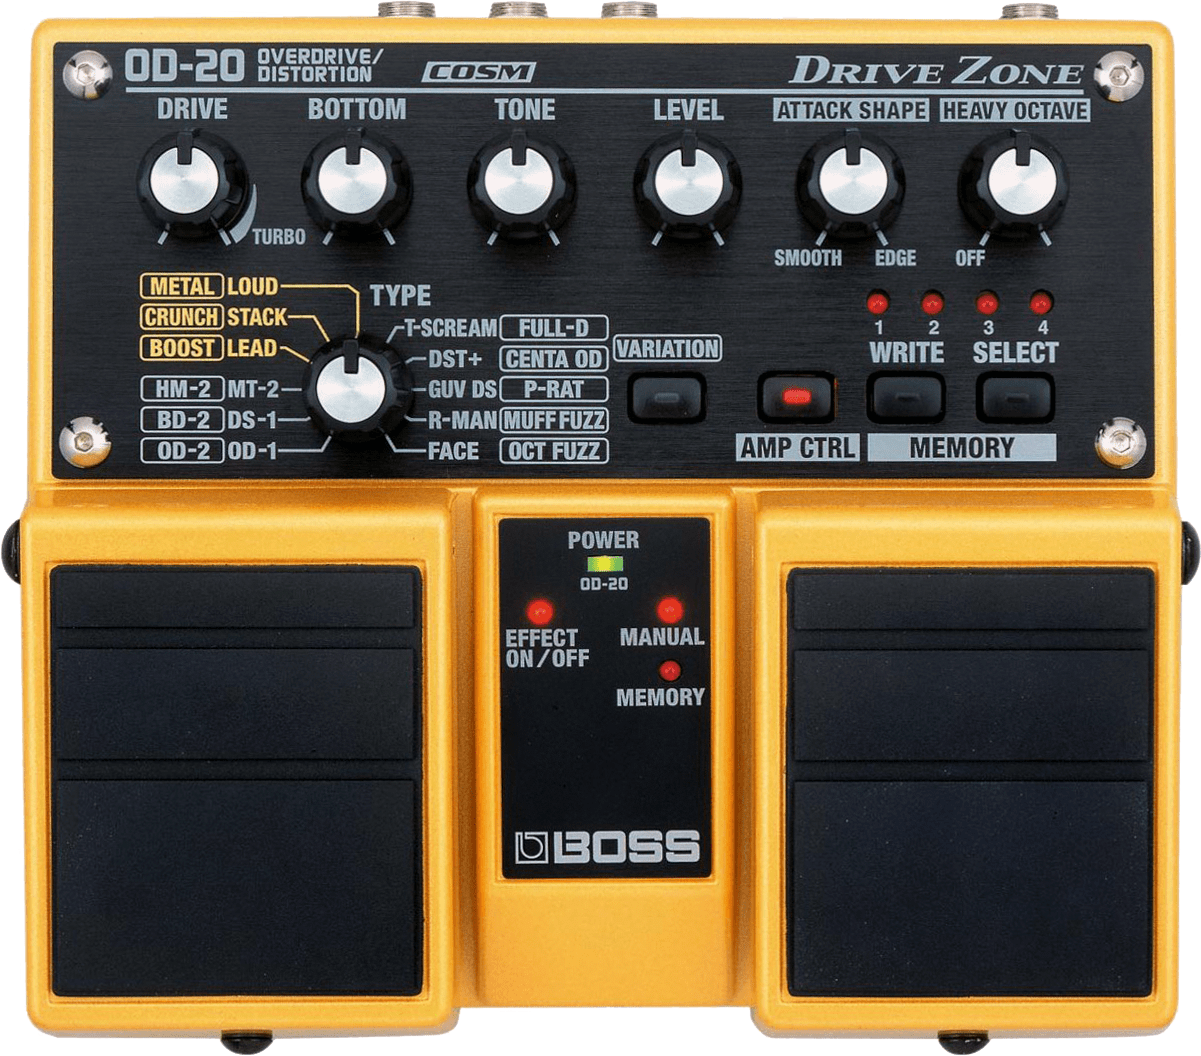 OD-20 OVERDRIVE/
DISTORTION
COSM
DRIVE ZONE
DRIVE
BOTTOM
TONE
LEVEL
ATTACK SHAPE
HEAVY OCTAVE
TURBO
SMOOTH
EDGE
OFF
METAL LOUD
CRUNCH STACK
BOOST LEAD
HM-2 MT-2
BD-2 DS-1
OD-2 OD-1
TYPE
T-SCREAM FULL-D
DST+ CENTA OD
GUV DS P-RAT
R-MAN MUFF FUZZ
FACE OCT FUZZ
VARIATION
1 2 3 4
WRITE SELECT
AMP CTRL
MEMORY
POWER
OD-20
EFFECT
ON/OFF
MANUAL
MEMORY
BOSS